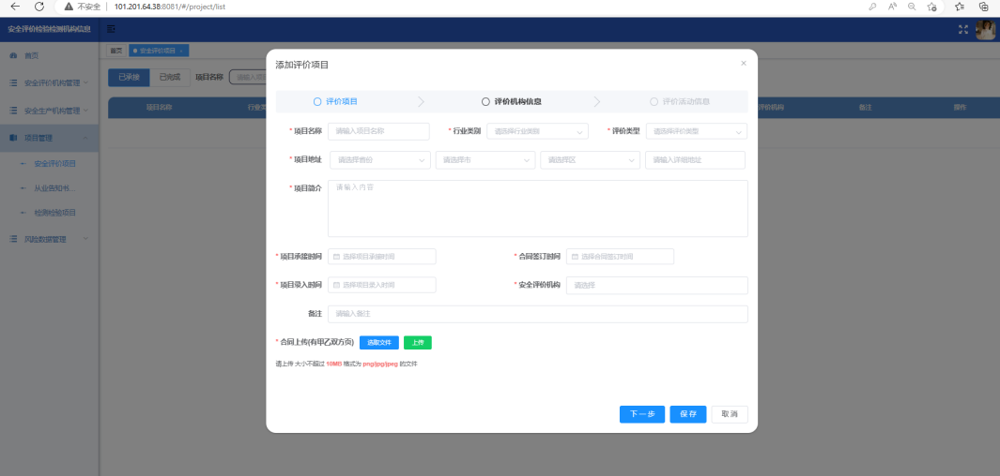 不安全 101.201.64.38:8081/#/project/list
安全评价检验检测机构信息
首页
安全评价机构管理
安全生产机构管理
项目管理
安全评价项目
从业告知书...
检测检验项目
风险数据管理
首页 安全评价项目 ×
已承接 已完成 项目名称 请输入项
项目名称 行业类 评价机构 备注 操作
添加评价项目 ×
评价项目 评价机构信息 评价活动信息
* 项目名称 请输入项目名称 * 行业类别 请选择行业类别 * 评价类型 请选择评价类型
* 项目地址 请选择省份 请选择市 请选择区 请输入详细地址
* 项目简介 请输入内容
* 项目承接时间 选择项目承接时间 * 合同签订时间 选择合同签订时间
* 项目录入时间 选择项目录入时间 * 安全评价机构 请选择
备注 请输入备注
* 合同上传(有甲乙双方页) 选取文件 上传
请上传 大小不超过 10MB 格式为 png/jpg/jpeg 的文件
下一步 保存 取消